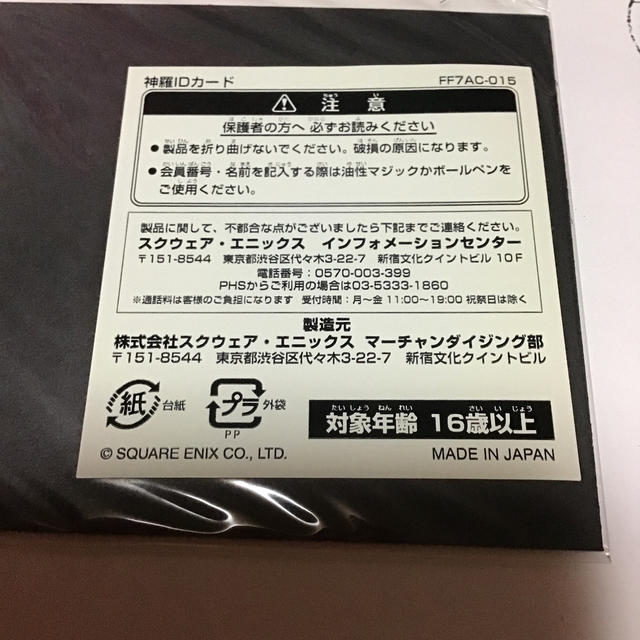 神羅IDカード FF7AC-015
注意
保護者の方へ 必ずお読みください
●製品を折り曲げないでください。破損の原因になります。
●会員番号・名前を記入する際は油性マジックかボールペンを
ご使用ください。
製品に関して、不都合な点がございましたら下記までご連絡ください。
スクウェア・エニックス インフォメーションセンター
〒151-8544 東京都渋谷区代々木3-22-7 新宿文化クイントビル 10F
電話番号：0570-003-399
PHSからご利用の場合は03-5333-1860
※通話料は客様のご負担になります 受付時間：月〜金 11:00〜19:00 祝祭日は除く
製造元
株式会社スクウェア・エニックス マーチャンダイジング部
〒151-8544 東京都渋谷区代々木3-22-7 新宿文化クイントビル
紙 台紙 プラ 外袋
PP
たいしょうねんれい さいいじょう
対象年齢 16歳以上
© SQUARE ENIX CO., LTD. MADE IN JAPAN